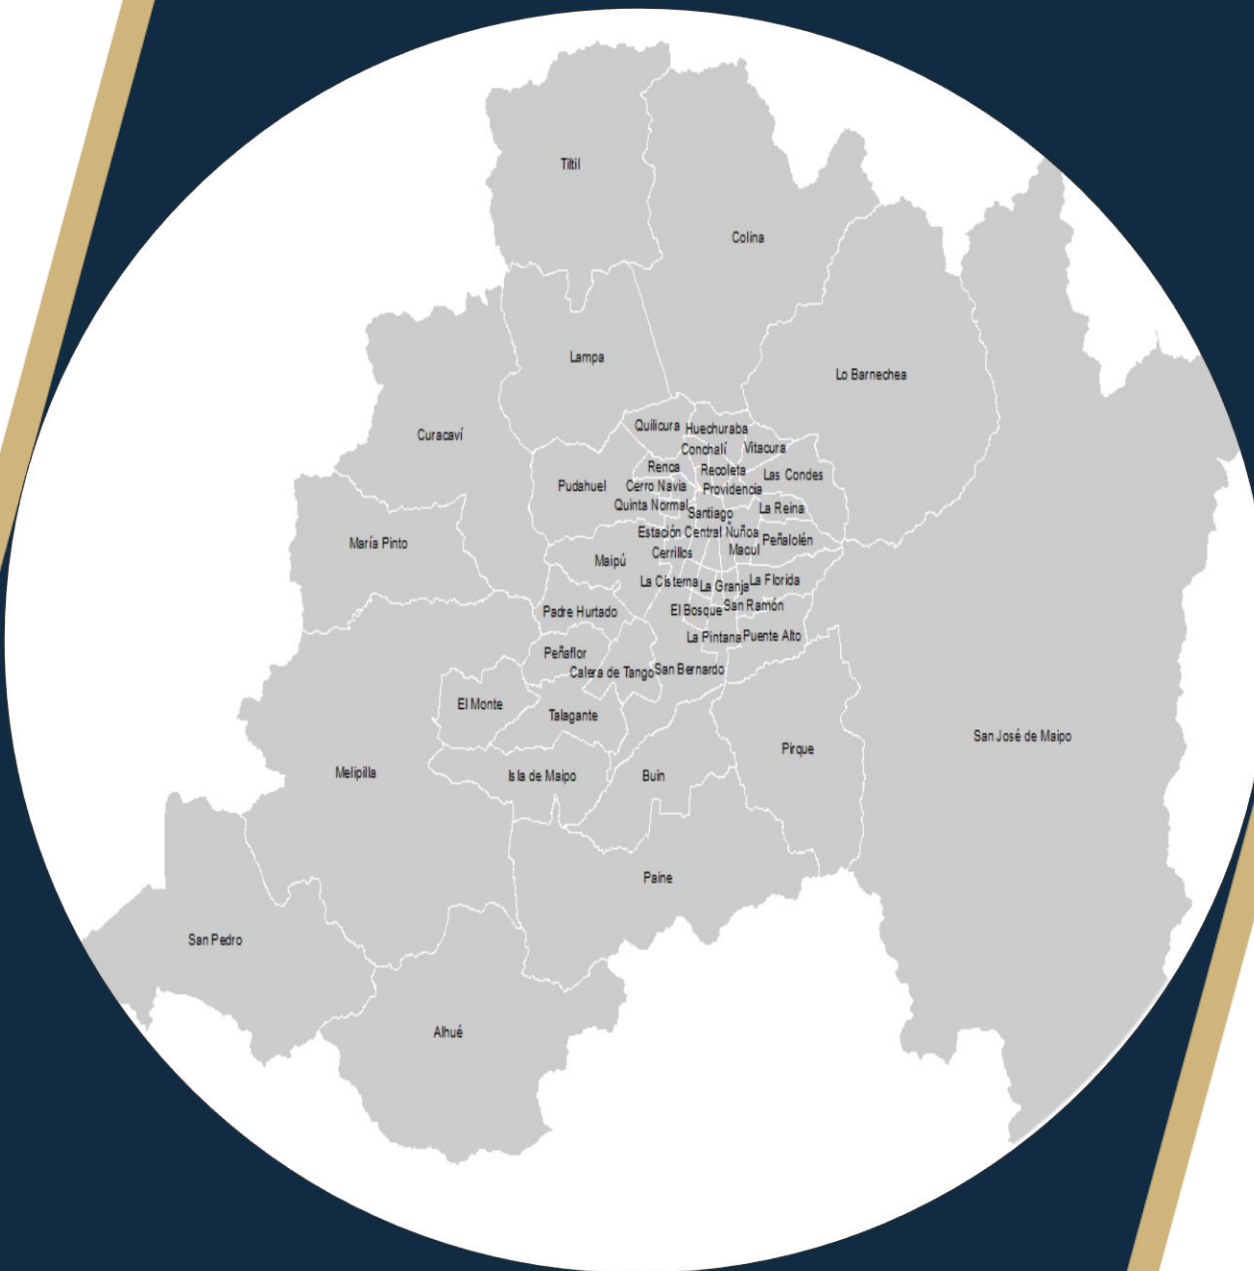 Tiltil
Colina
Lampa
Lo Barnechea
Curacaví
Quilicura
Huechuraba
Conchalí
Vitacura
Renca
Recoleta
Las Condes
Pudahuel
Cerro Navia
Providencia
Quinta Normal
Santiago
La Reina
Estación Central
Ñuñoa
María Pinto
Maipú
Cerrillos
Macul
Peñalolén
La Cisterna
La Granja
La Florida
Padre Hurtado
El Bosque
San Ramón
La Pintana
Puente Alto
Peñaflor
Calera de Tango
San Bernardo
El Monte
Talagante
Pirque
San José de Maipo
Melipilla
Isla de Maipo
Buin
Paine
San Pedro
Alhué